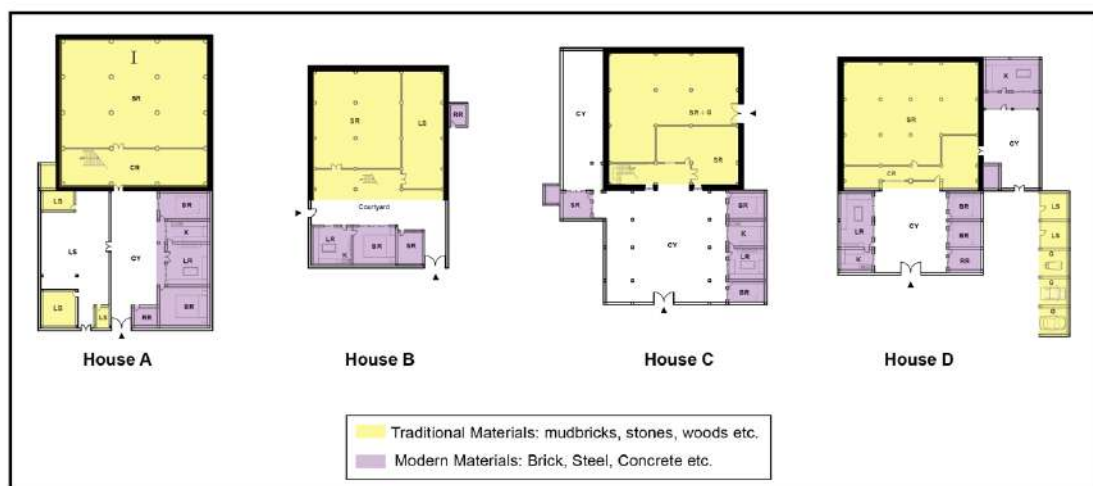 I
SR
CR
LS
LS
LS
LS
CY
BR
K
LR
BR
RR
House A
SR
LS
RR
Courtyard
LR
K
BR
SR
House B
CY
SR
SR
CY
BR
K
LR
BR
House C
SR
CR
K
CY
LR
K
CY
BR
BR
RR
LS
LS
G
G
G
House D
Traditional Materials: mudbricks, stones, woods etc.
Modern Materials: Brick, Steel, Concrete etc.